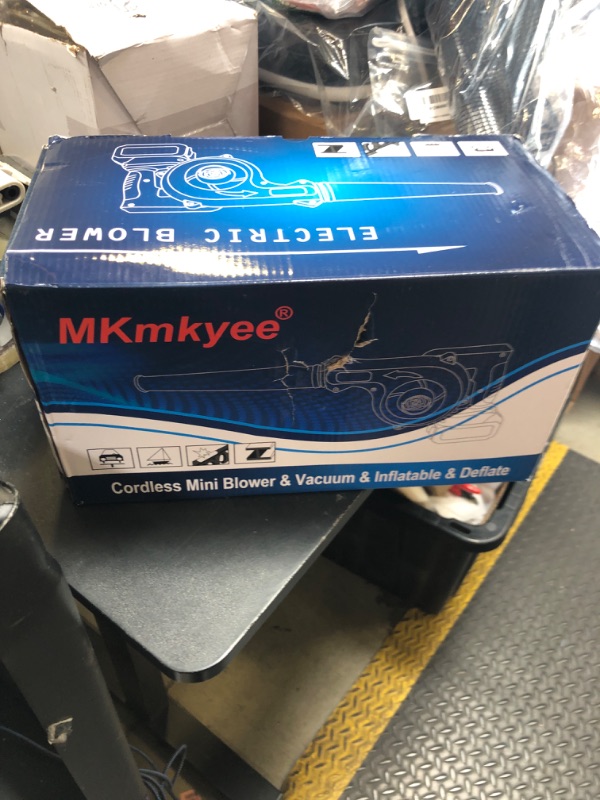 ELECTRIC BLOWER
MKmkyee®
Cordless Mini Blower & Vacuum & Inflatable & Deflate